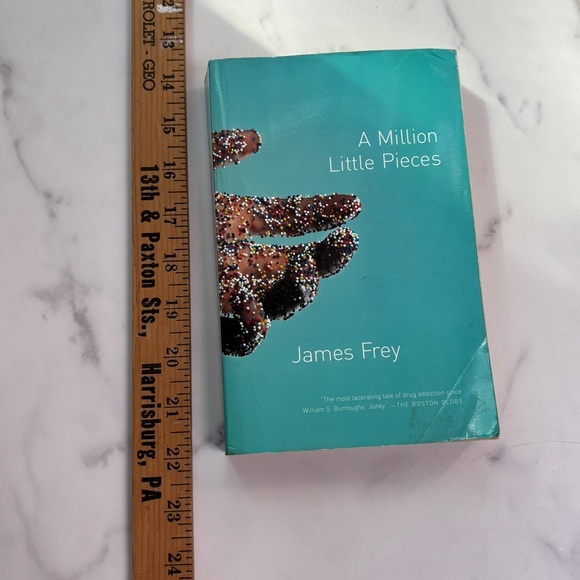 ROLET - GEO
13th & Paxton Sts., Harrisburg, PA
13
14
15
16
17
18
19
20
21
22
23
24
A Million
Little Pieces
James Frey
"The most lacerating tale of drug addiction since
William S. Burroughs' Junky." —THE BOSTON GLOBE